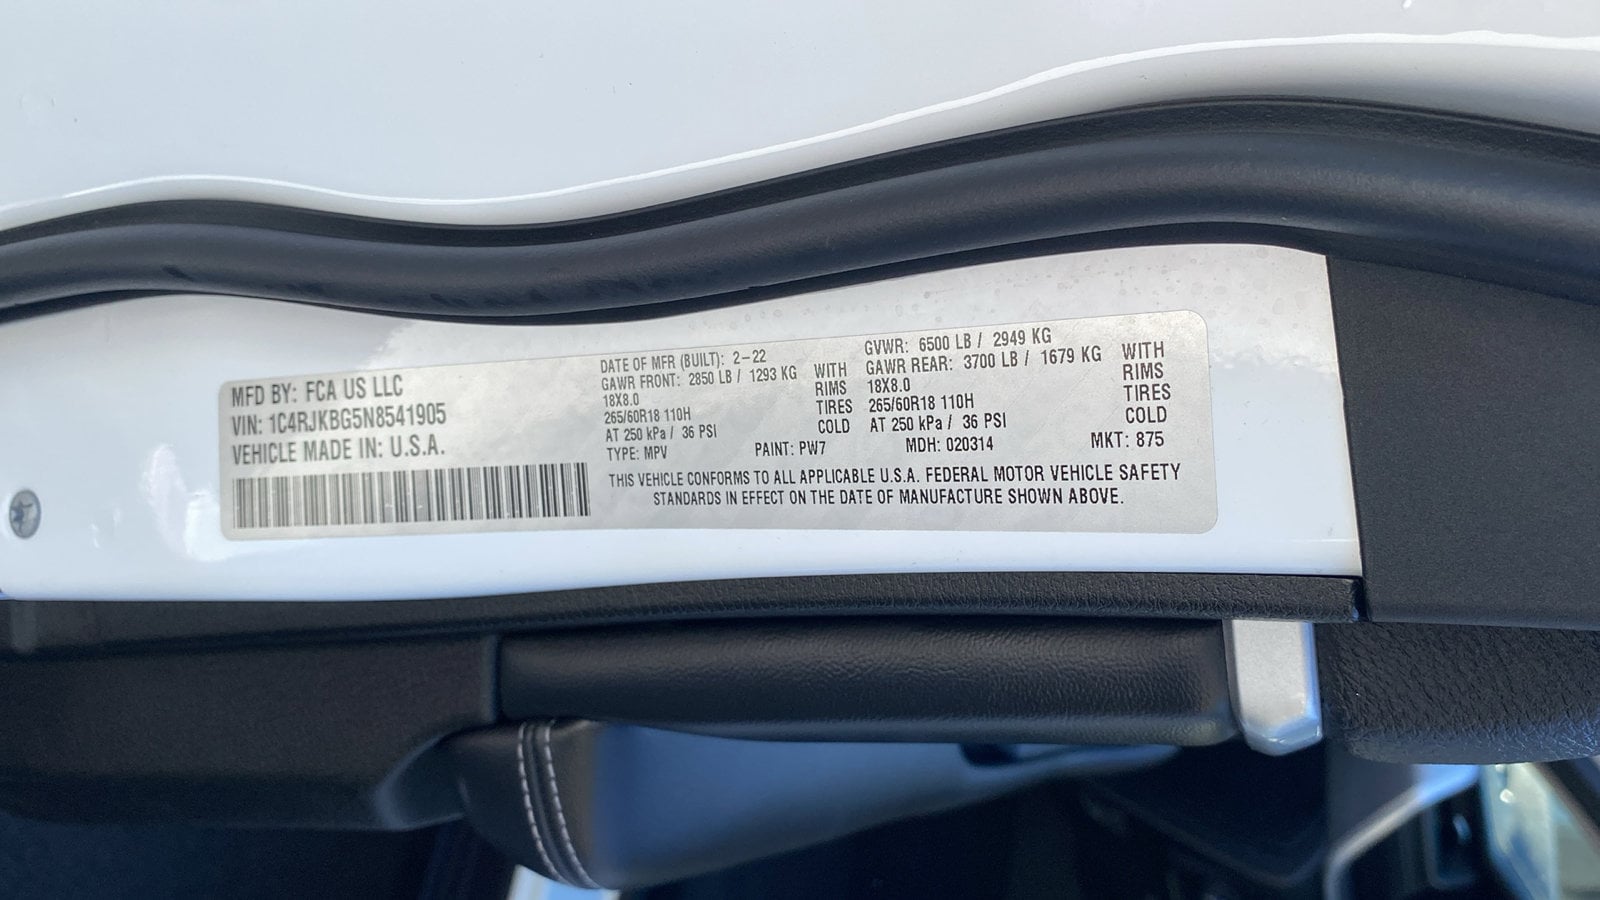 MFD BY: FCA US LLC
VIN: 1C4RJKBG5N8541905
VEHICLE MADE IN: U.S.A.
DATE OF MFR (BUILT): 2-22
GAWR FRONT: 2850 LB / 1293 KG WITH
18X8.0 RIMS
265/60R18 110H TIRES
AT 250 kPa / 36 PSI COLD
GVWR: 6500 LB / 2949 KG
GAWR REAR: 3700 LB / 1679 KG WITH
18X8.0 RIMS
265/60R18 110H TIRES
AT 250 kPa / 36 PSI COLD
TYPE: MPV PAINT: PW7 MDH: 020314 MKT: 875
THIS VEHICLE CONFORMS TO ALL APPLICABLE U.S.A. FEDERAL MOTOR VEHICLE SAFETY
STANDARDS IN EFFECT ON THE DATE OF MANUFACTURE SHOWN ABOVE.